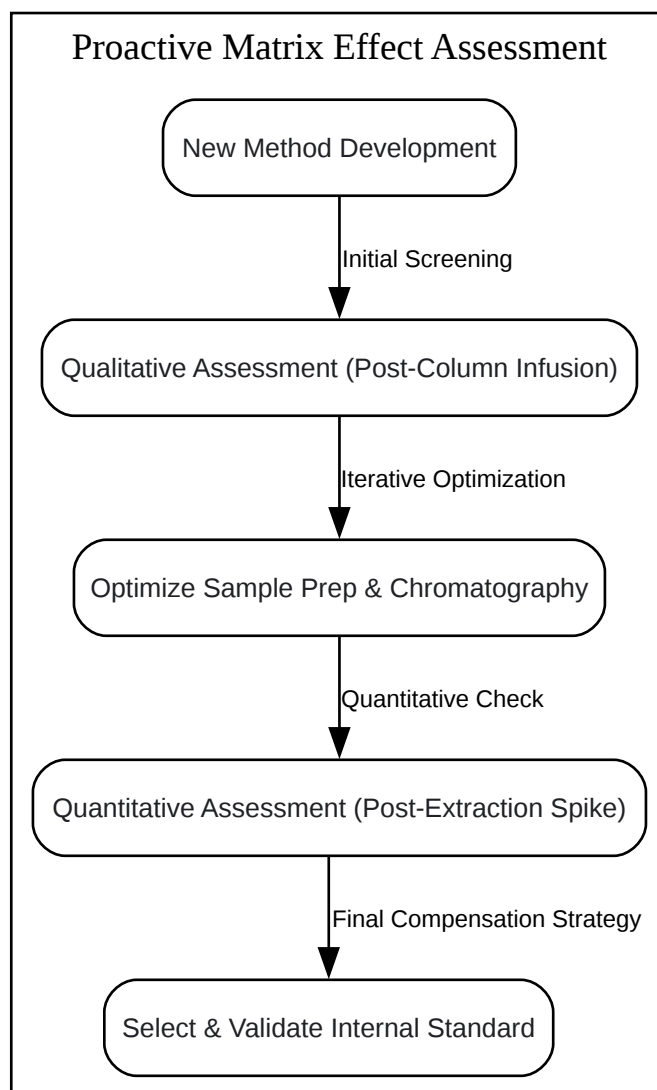 Proactive Matrix Effect Assessment
New Method Development
Initial Screening
Qualitative Assessment (Post-Column Infusion)
Iterative Optimization
Optimize Sample Prep & Chromatography
Quantitative Check
Quantitative Assessment (Post-Extraction Spike)
Final Compensation Strategy
Select & Validate Internal Standard